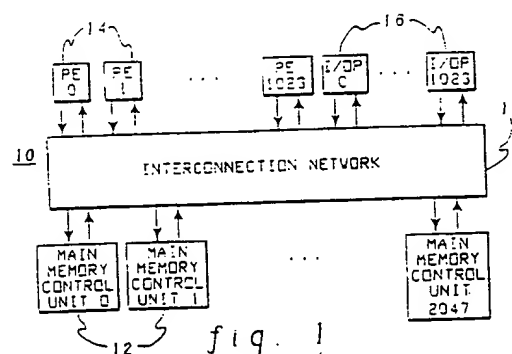 14 16
PE 0
PE 1
. . .
PE 1023
I/OP 0
. . .
I/OP 1023
10
1
INTERCONNECTION NETWORK
MAIN MEMORY CONTROL UNIT 0
MAIN MEMORY CONTROL UNIT 1
. . .
MAIN MEMORY CONTROL UNIT 2047
12
fig. 1